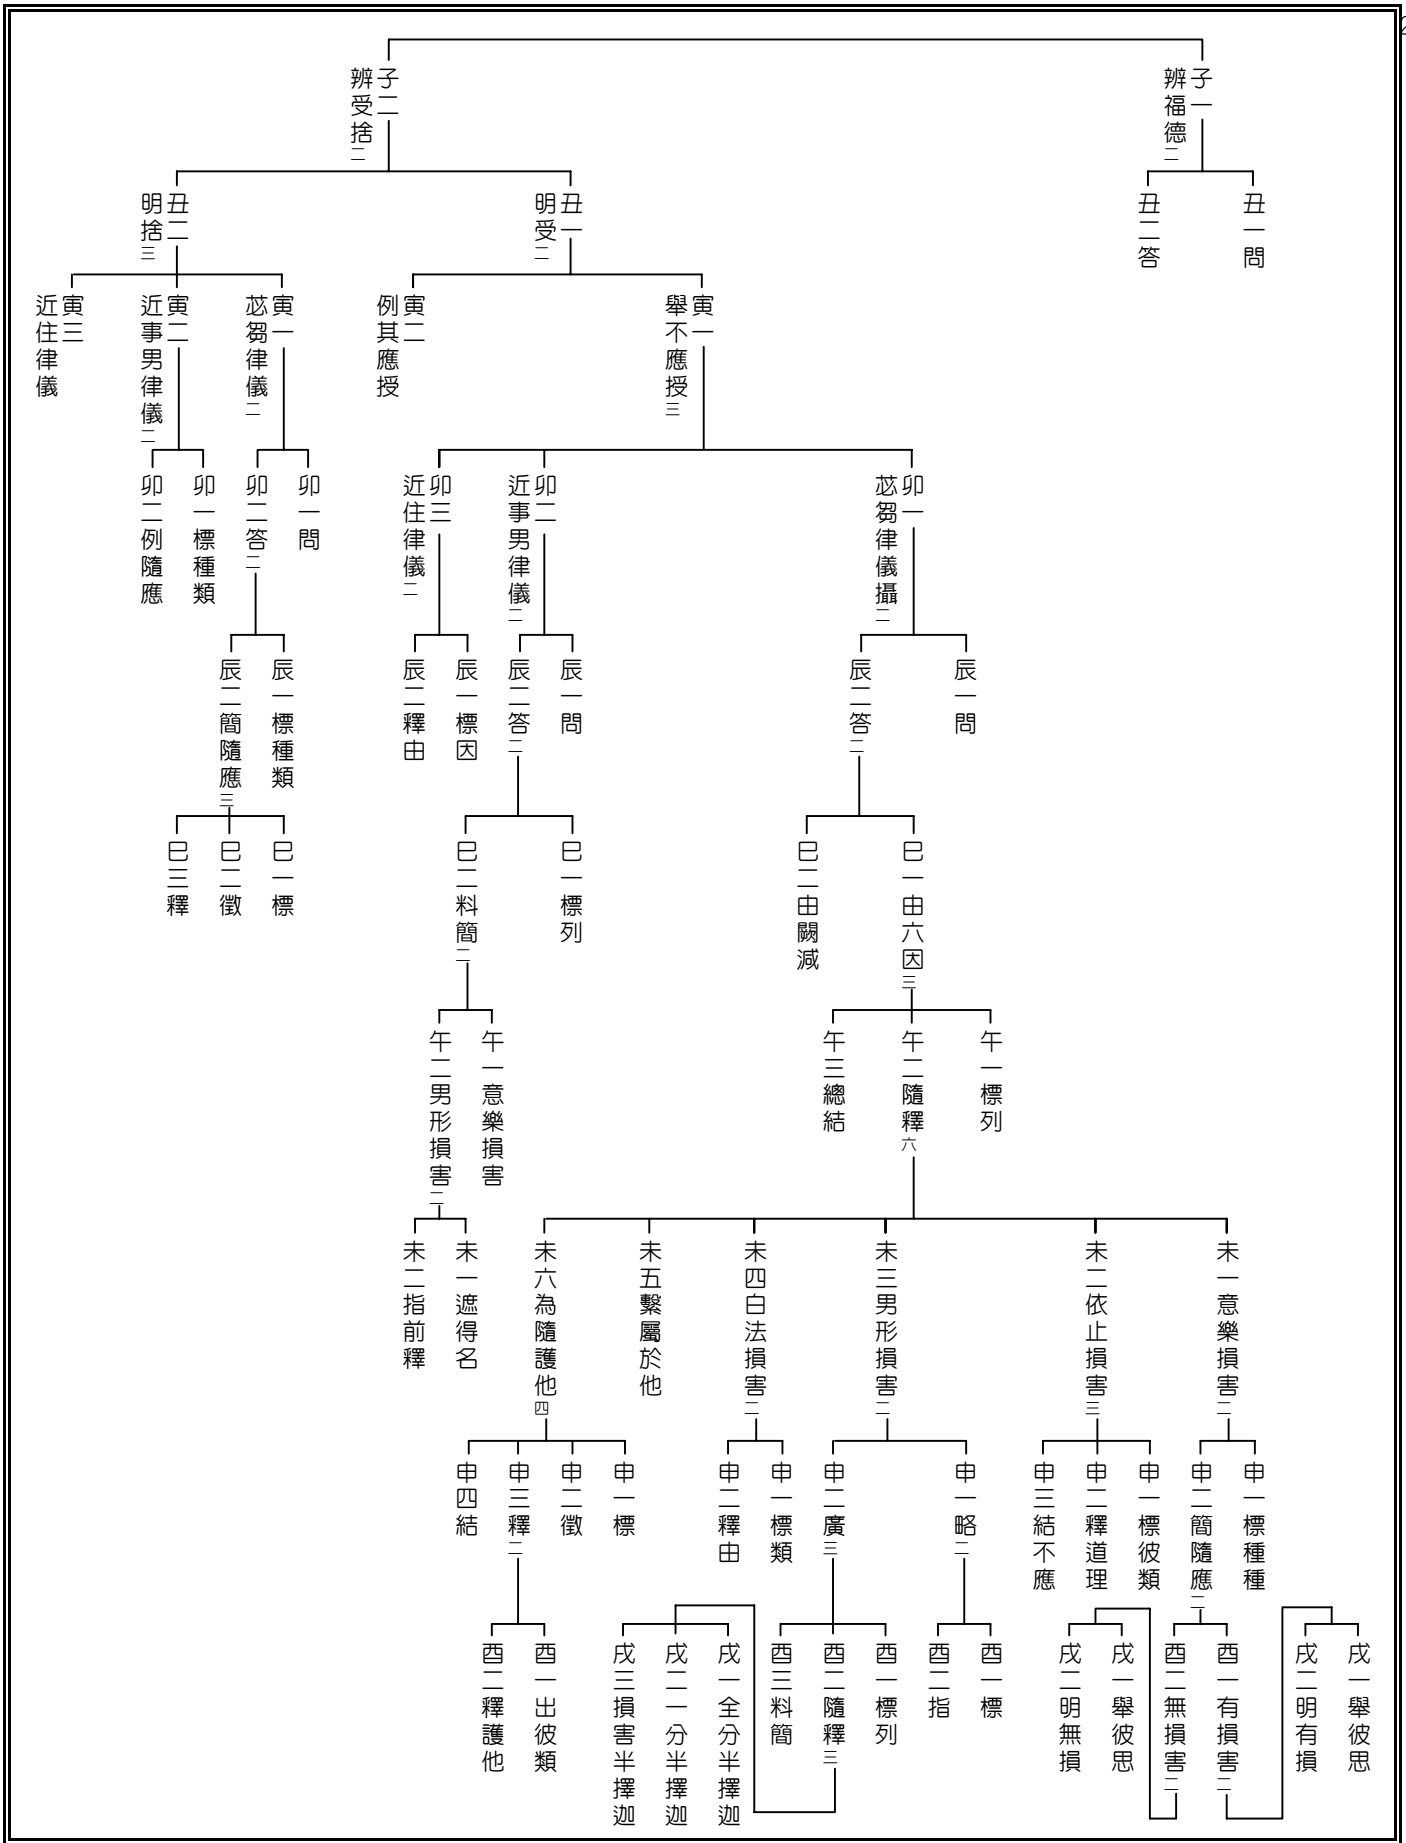 子一辨福德二
子二辨受捨二
丑一問
丑二答
丑一明受二
丑二明捨三
寅一舉不應授三
寅二例其應授
寅一苾芻律儀二
寅二近事男律儀二
寅三近住律儀
卯一苾芻律儀攝二
卯二近事男律儀二
卯三近住律儀二
卯一問
卯二答二
卯一標種類
卯二例隨應
辰一問
辰二答二
辰一問
辰二答二
辰一標因
辰二釋由
辰一標種類
辰二簡隨應三
巳一由六因三
巳二由闕減
巳一標列
巳二料簡二
巳一標
巳二徵
巳三釋
午一標列
午二隨釋六
午三總結
午一意樂損害
午二男形損害二
未一意樂損害二
未二依止損害三
未三男形損害二
未四白法損害二
未五繫屬於他
未六為隨護他四
未一遮得名
未二指前釋
申一標種種
申二簡隨應二
申一標彼類
申二釋道理
申三結不應
申一略二
申二廣三
申一標類
申二釋由
申一標
申二徵
申三釋二
申四結
戌一舉彼思
戌二明有損
酉一有損害二
酉二無損害二
戌一舉彼思
戌二明無損
酉一標
酉二指
酉一標列
酉二隨釋三
酉三料簡
戌一全分半擇迦
戌二一分半擇迦
戌三損害半擇迦
酉一出彼類
酉二釋護他